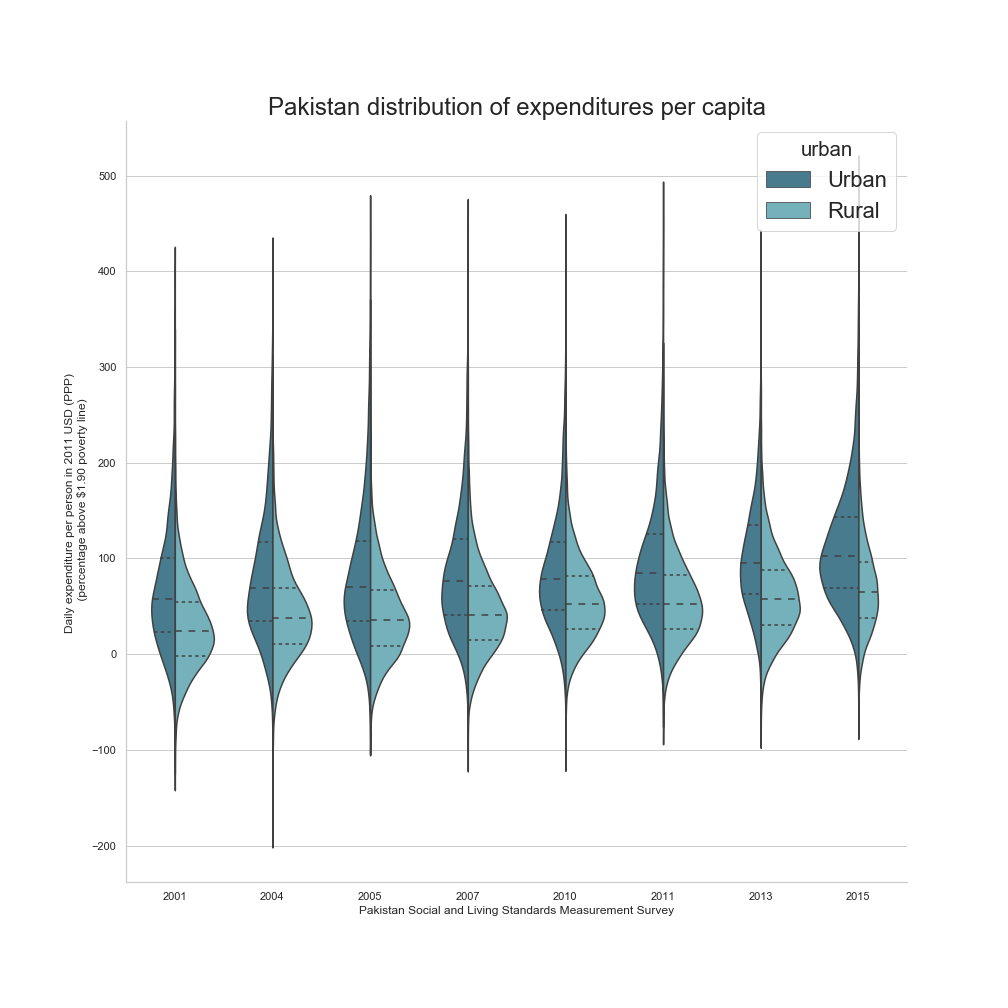 Pakistan distribution of expenditures per capita
urban
Urban
Rural
500
400
300
200
100
0
−100
−200
Daily expenditure per person in 2011 USD (PPP)
(percentage above $1.90 poverty line)
2001 2004 2005 2007 2010 2011 2013 2015
Pakistan Social and Living Standards Measurement Survey